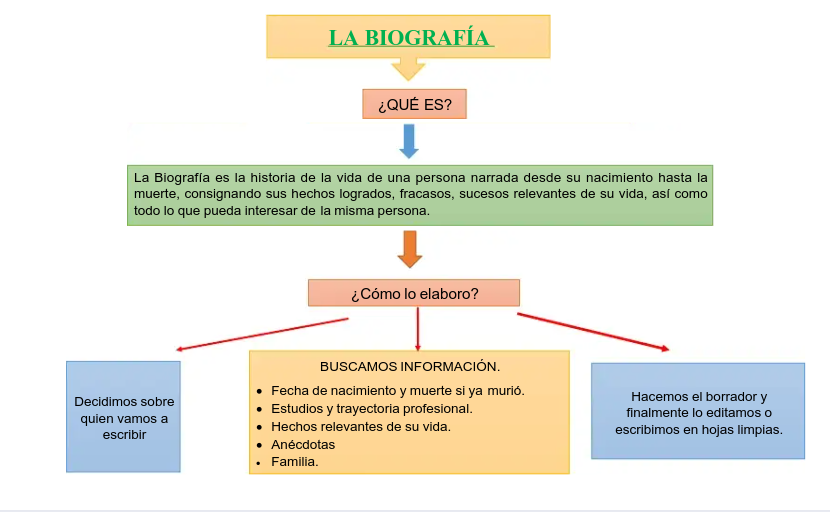 LA BIOGRAFÍA
¿QUÉ ES?
La Biografía es la historia de la vida de una persona narrada desde su nacimiento hasta la
muerte, consignando sus hechos logrados, fracasos, sucesos relevantes de su vida, así como
todo lo que pueda interesar de la misma persona.
¿Cómo lo elaboro?
Decidimos sobre
quien vamos a
escribir
BUSCAMOS INFORMACIÓN.
• Fecha de nacimiento y muerte si ya murió.
• Estudios y trayectoria profesional.
• Hechos relevantes de su vida.
• Anécdotas
• Familia.
Hacemos el borrador y
finalmente lo editamos o
escribimos en hojas limpias.